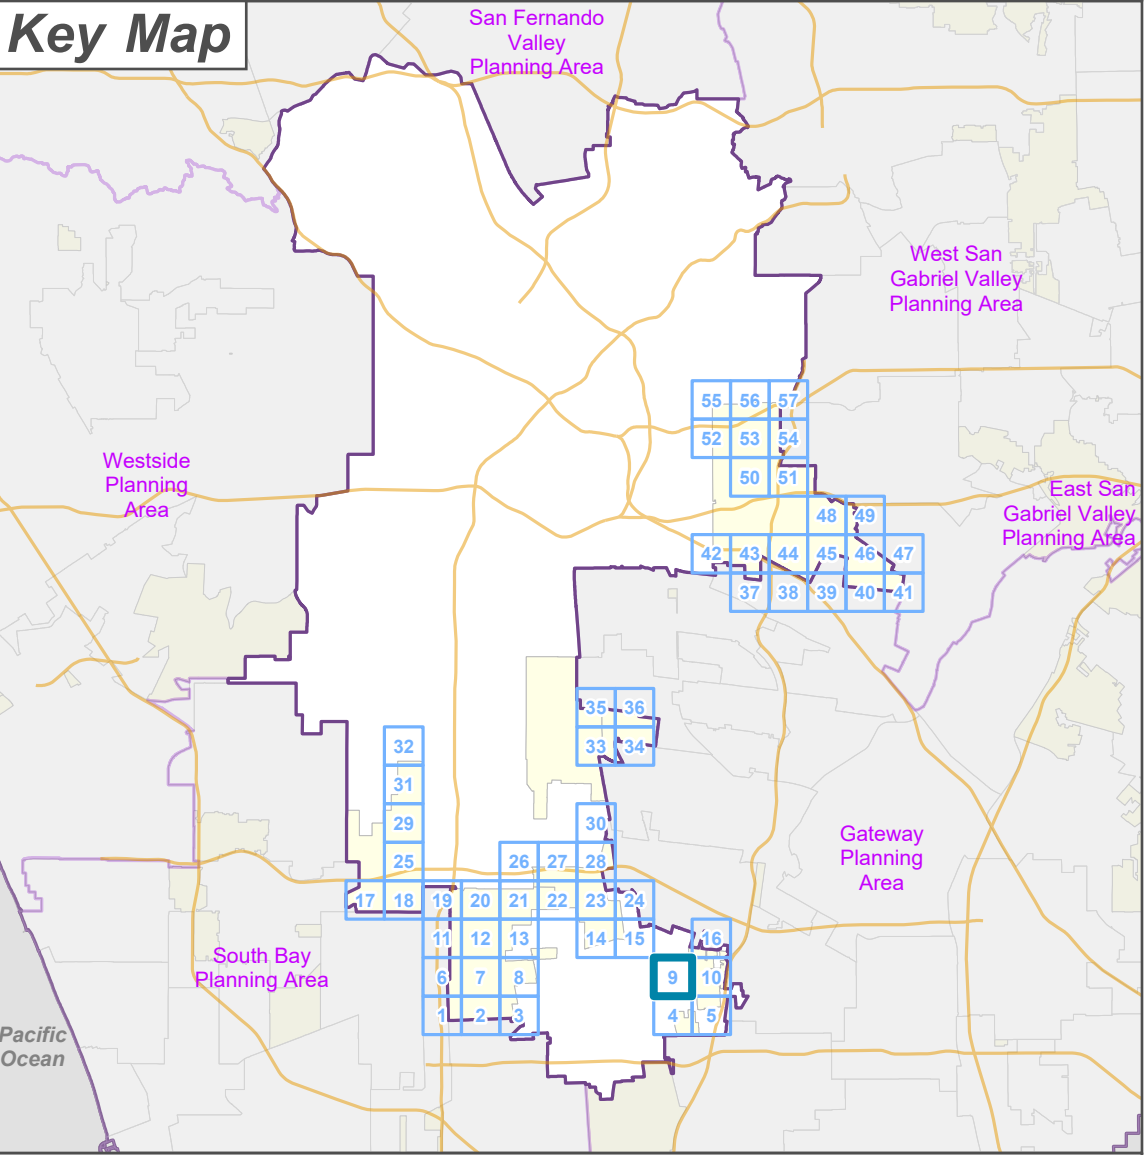 Key Map
San Fernando
Valley
Planning Area
West San
Gabriel Valley
Planning Area
55 56 57
52 53 54
Westside
Planning
Area
50 51
East San
Gabriel Valley
Planning Area
48 49
42 43 44 45 46 47
37 38 39 40 41
35 36
32 33 34
31
29 30
Gateway
Planning
Area
25 26 27 28
17 18 19 20 21 22 23 24
11 12 13 14 15 16
South Bay
Planning Area
6 7 8 9 10
1 2 3 4 5
Pacific
Ocean